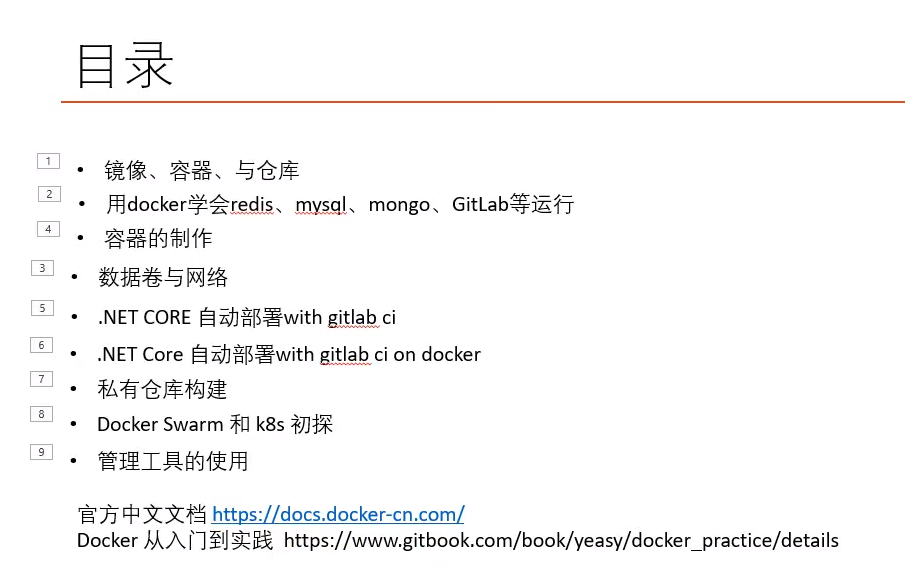 目录
1 • 镜像、容器、与仓库
2 • 用docker学会redis、mysql、mongo、GitLab等运行
4 • 容器的制作
3 • 数据卷与网络
5 • .NET CORE 自动部署with gitlab ci
6 • .NET Core 自动部署with gitlab ci on docker
7 • 私有仓库构建
8 • Docker Swarm 和 k8s 初探
9 • 管理工具的使用
官方中文文档 https://docs.docker-cn.com/
Docker 从入门到实践 https://www.gitbook.com/book/yeasy/docker_practice/details